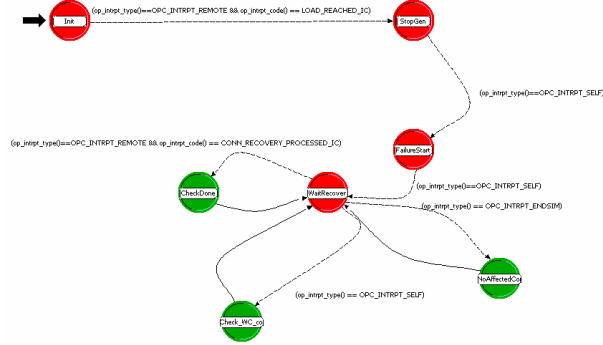 (op_intrpt_type()==OPC_INTRPT_REMOTE && op_intrpt_code() == LOAD_REACHED_IC)
Init
StopGen
(op_intrpt_type()==OPC_INTRPT_SELF)
(op_intrpt_type()==OPC_INTRPT_REMOTE && op_intrpt_code() == CONN_RECOVERY_PROCESSED_IC)
FailureStart
(op_intrpt_type()==OPC_INTRPT_SELF)
CheckDone
WaitRecover
(op_intrpt_type() == OPC_INTRPT_ENDSIM)
NoAffectedCo
(op_intrpt_type() == OPC_INTRPT_SELF)
Check_WC_co